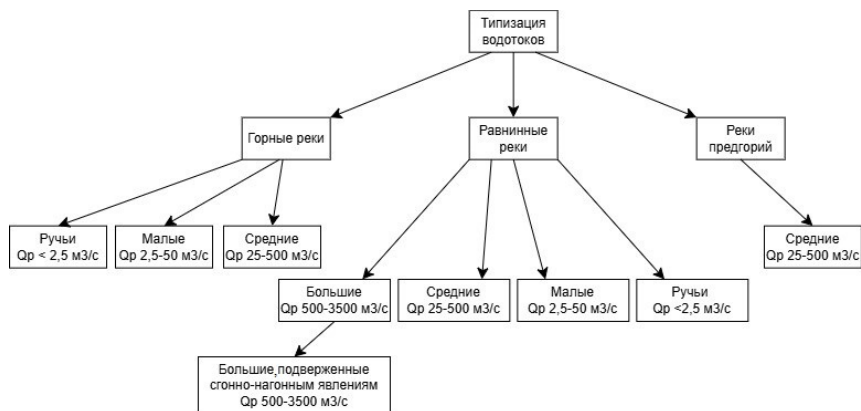 Типизация
водотоков
Горные реки
Равнинные
реки
Реки
предгорий
Ручьи
Qp < 2,5 м3/с
Малые
Qp 2,5-50 м3/с
Средние
Qp 25-500 м3/с
Средние
Qp 25-500 м3/с
Большие
Qp 500-3500 м3/с
Средние
Qp 25-500 м3/с
Малые
Qp 2,5-50 м3/с
Ручьи
Qp <2,5 м3/с
Большие,подверженные
сгонно-нагонным явлениям
Qp 500-3500 м3/с